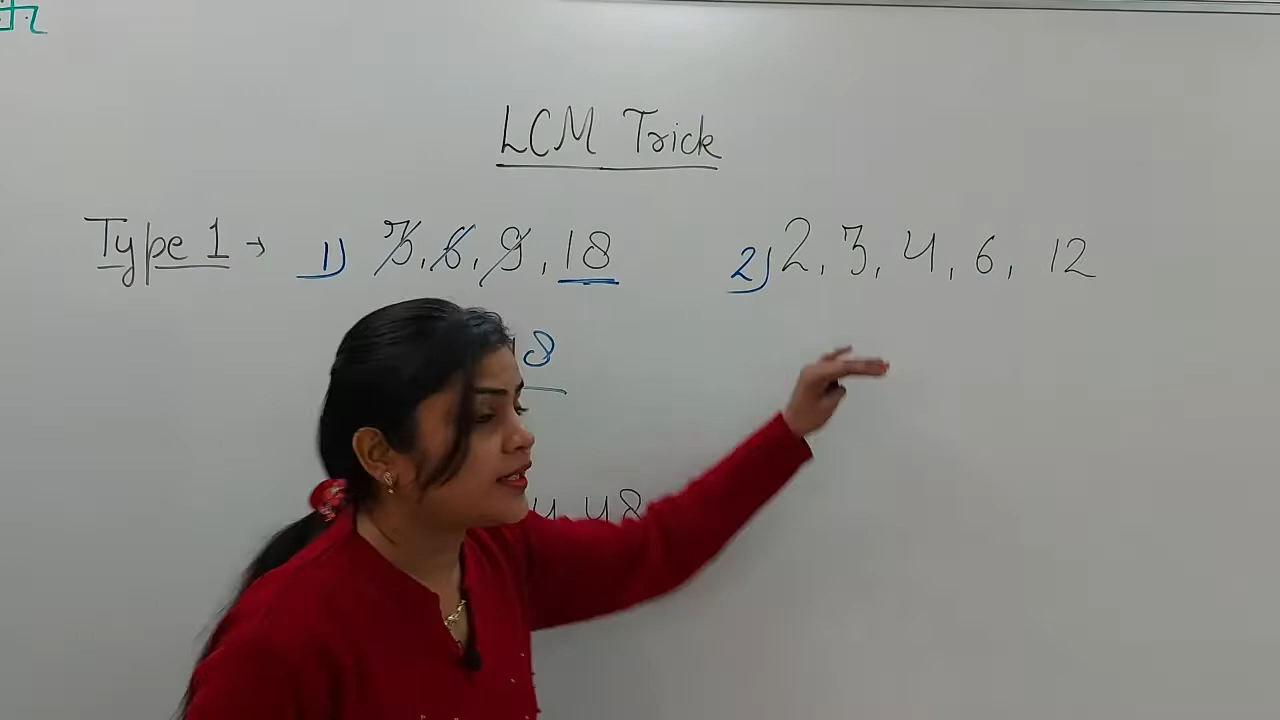 LCM Trick
Type 1 → 1) 3, 6, 9, 18 2) 2, 3, 4, 6, 12
18
48